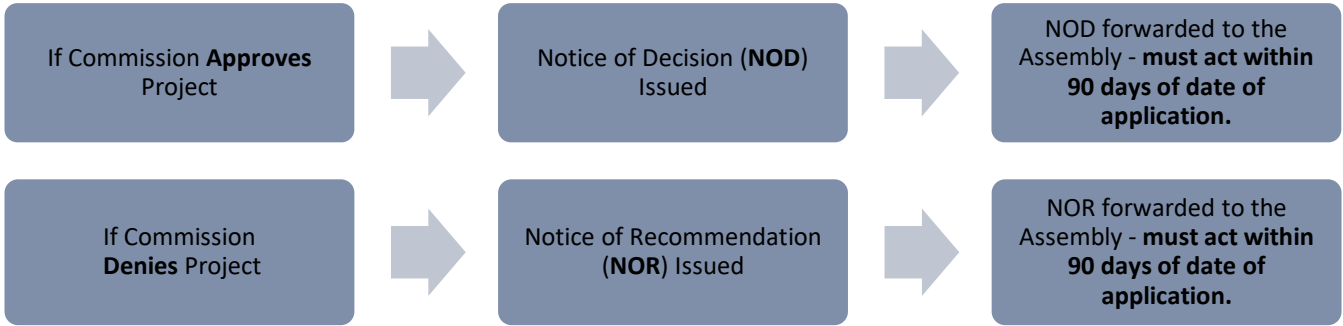 If Commission Approves
Project
Notice of Decision (NOD)
Issued
NOD forwarded to the
Assembly - must act within
90 days of date of
application.
If Commission
Denies Project
Notice of Recommendation
(NOR) Issued
NOR forwarded to the
Assembly - must act within
90 days of date of
application.